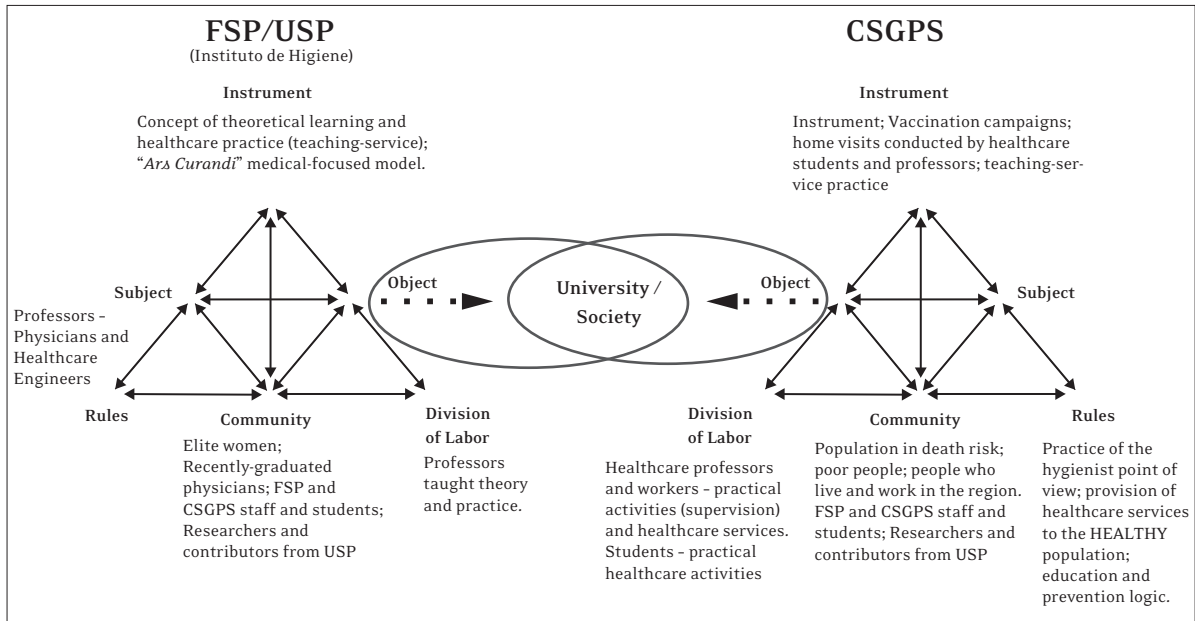 FSP/USP
(Instituto de Higiene)
Instrument
Concept of theoretical learning and
healthcare practice (teaching-service);
“Ars Curandi” medical-focused model.
Subject
Professors –
Physicians and
Healthcare
Engineers
Rules
Community
Elite women;
Recently-graduated
physicians; FSP and
CSGPS staff and students;
Researchers and
contributors from USP
Division
of Labor
Professors
taught theory
and practice.
Object
University /
Society
Object
CSGPS
Instrument
Instrument; Vaccination campaigns;
home visits conducted by healthcare
students and professors; teaching-ser-
vice practice
Subject
Division
of Labor
Healthcare professors
and workers – practical
activities (supervision)
and healthcare services.
Students – practical
healthcare activities
Community
Population in death risk;
poor people; people who
live and work in the region.
FSP and CSGPS staff and
students; Researchers and
contributors from USP
Rules
Practice of the
hygienist point of
view; provision of
healthcare services
to the HEALTHY
population;
education and
prevention logic.